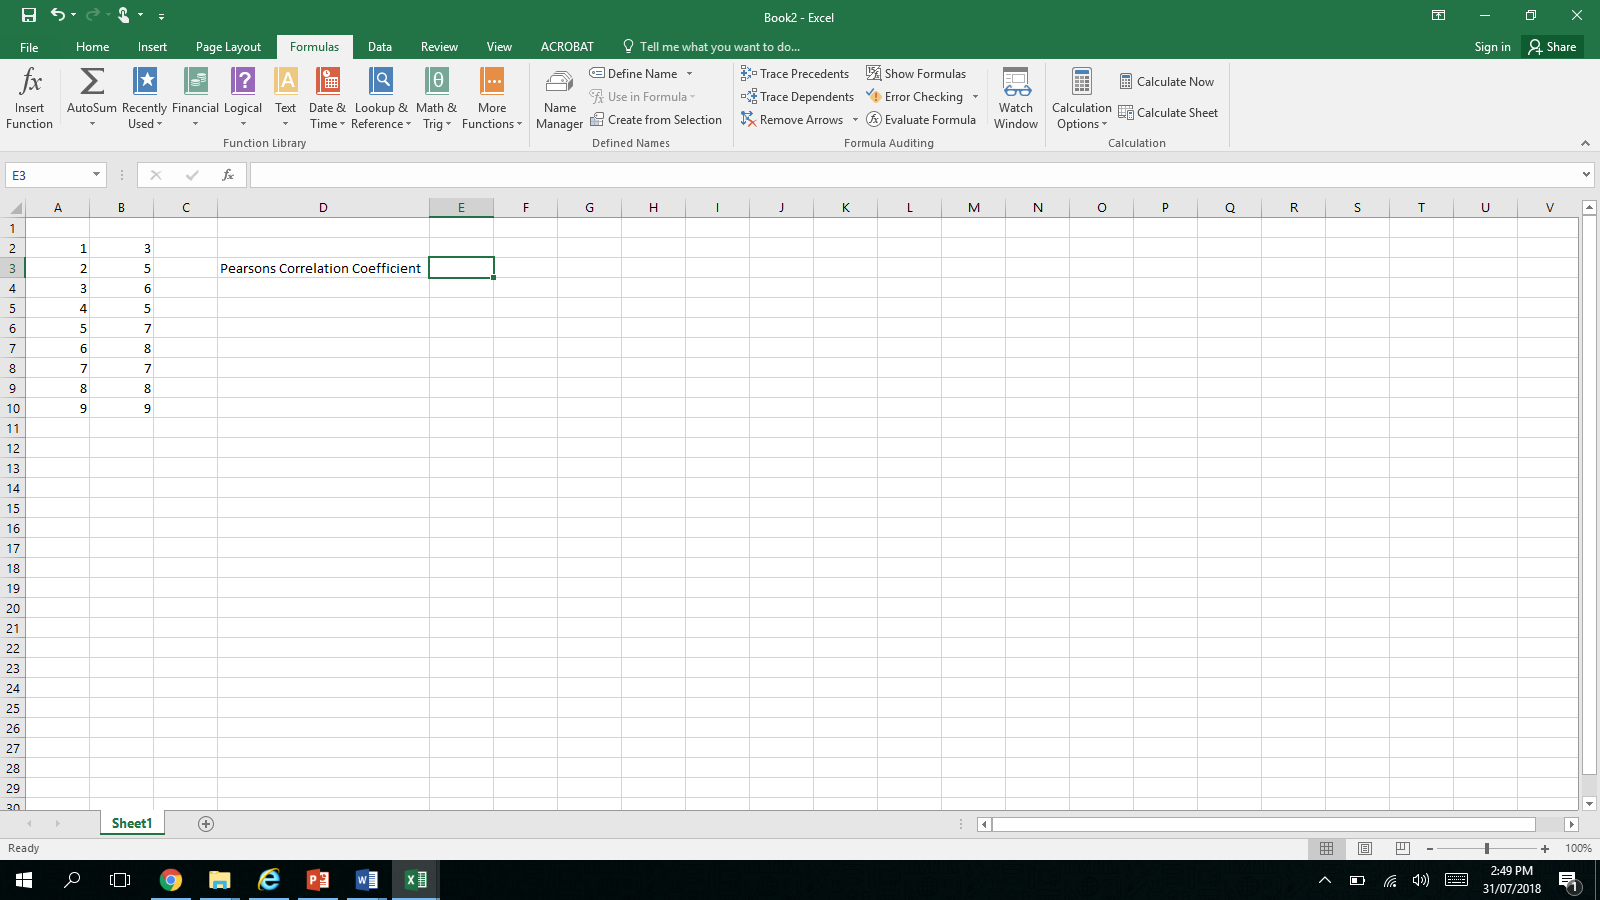 Book2 - Excel
File Home Insert Page Layout Formulas Data Review View ACROBAT Tell me what you want to do... Sign in Share
Insert Function
AutoSum
Recently Used
Financial
Logical
Text
Date & Time
Lookup & Reference
Math & Trig
More Functions
Function Library
Name Manager
Define Name
Use in Formula
Create from Selection
Defined Names
Trace Precedents
Trace Dependents
Remove Arrows
Show Formulas
Error Checking
Evaluate Formula
Formula Auditing
Watch Window
Calculation Options
Calculate Now
Calculate Sheet
Calculation
E3 fx
A B C D E F G H I J K L M N O P Q R S T U V
1
2 1 3
3 2 5 Pearsons Correlation Coefficient
4 3 6
5 4 5
6 5 7
7 6 8
8 7 7
9 8 8
10 9 9
11
12
13
14
15
16
17
18
19
20
21
22
23
24
25
26
27
28
29
30
Sheet1
Ready 100%
2:49 PM
31/07/2018
1